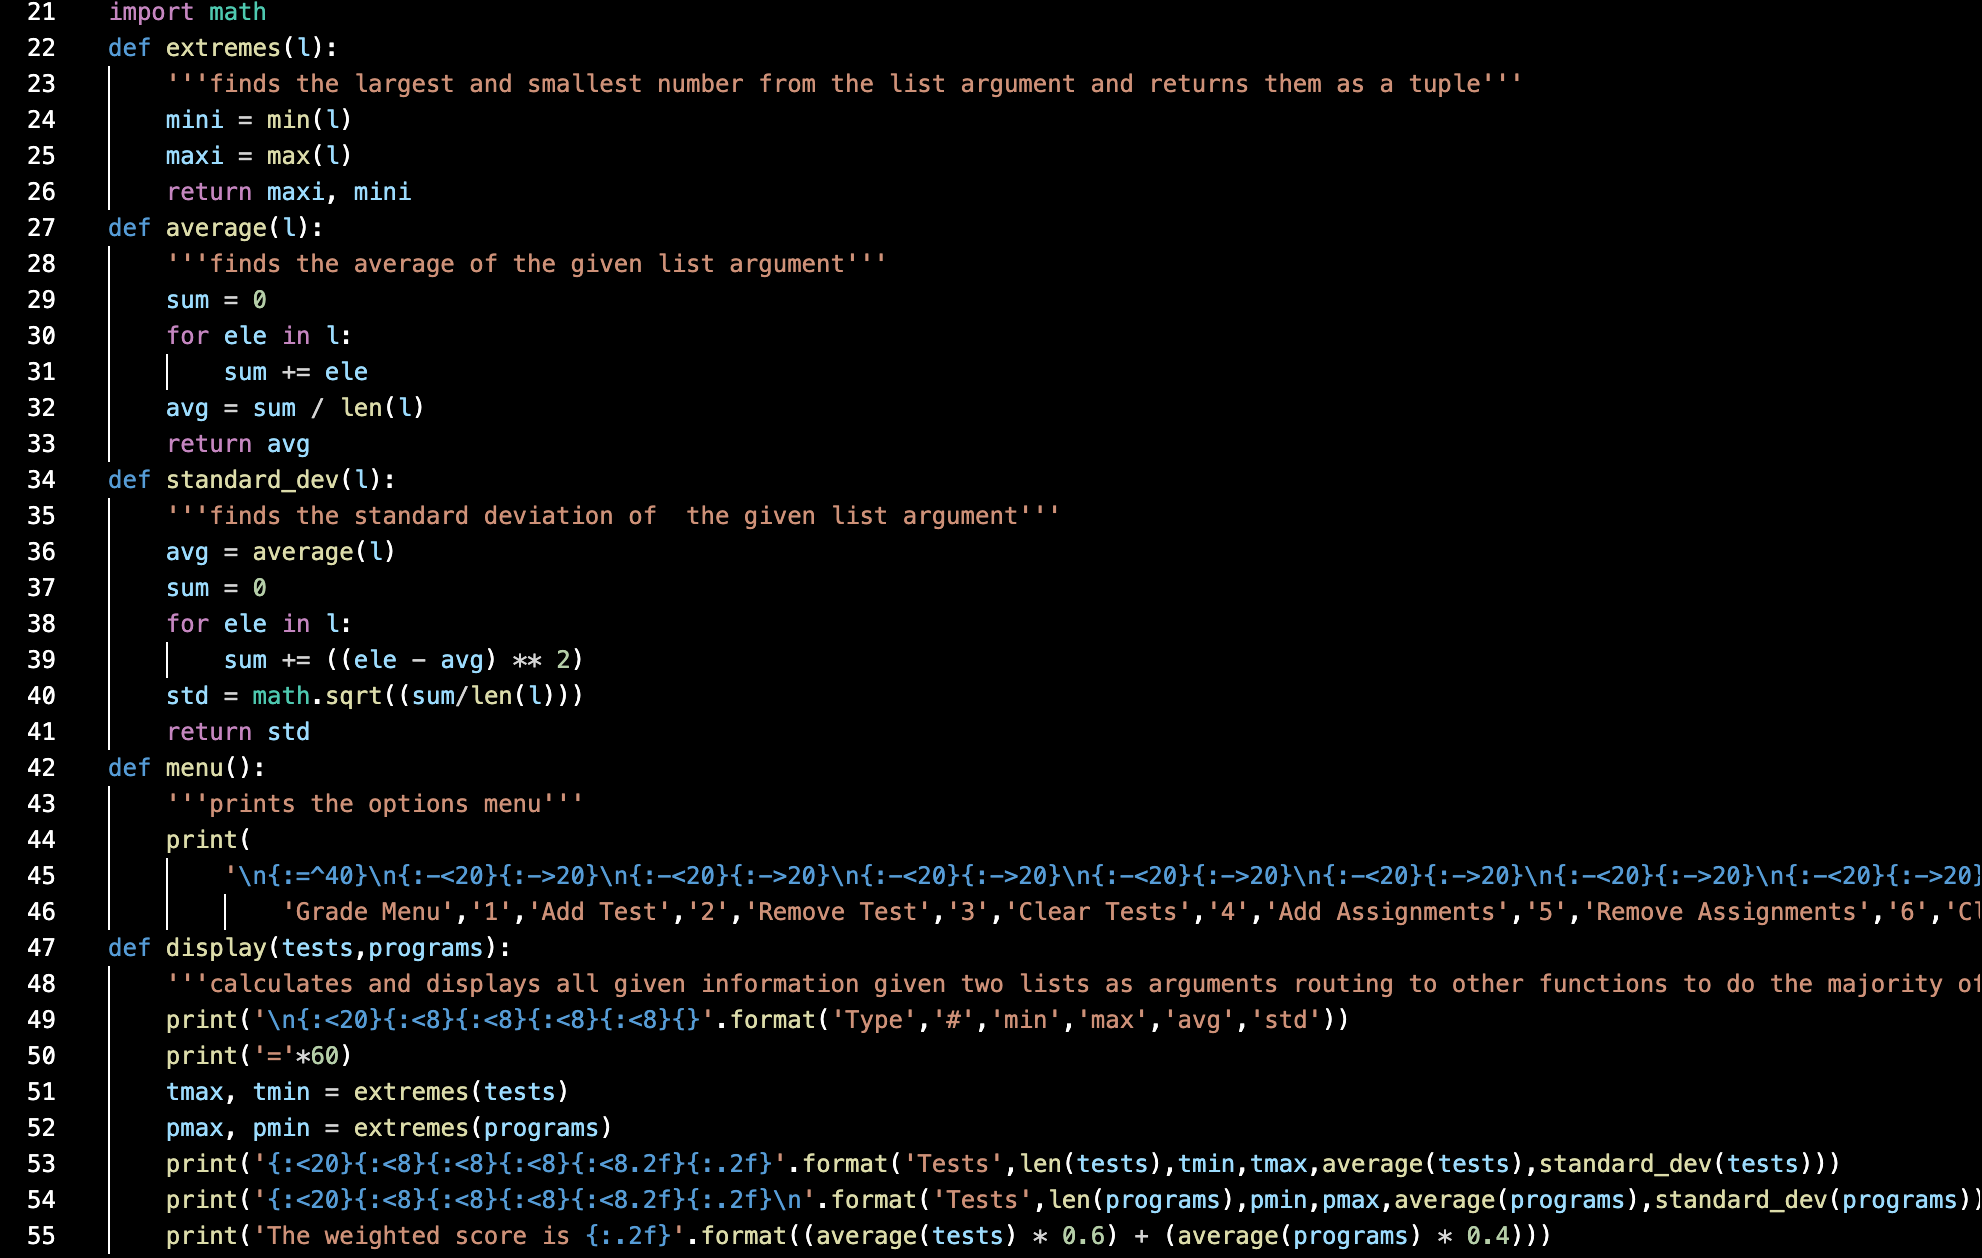 21 import math
22 def extremes(l):
23     '''finds the largest and smallest number from the list argument and returns them as a tuple'''
24     mini = min(l)
25     maxi = max(l)
26     return maxi, mini
27 def average(l):
28     '''finds the average of the given list argument'''
29     sum = 0
30     for ele in l:
31         sum += ele
32     avg = sum / len(l)
33     return avg
34 def standard_dev(l):
35     '''finds the standard deviation of  the given list argument'''
36     avg = average(l)
37     sum = 0
38     for ele in l:
39         sum += ((ele - avg) ** 2)
40     std = math.sqrt((sum/len(l)))
41     return std
42 def menu():
43     '''prints the options menu'''
44     print(
45         '\n{:=^40}\n{:-<20}{:->20}\n{:-<20}{:->20}\n{:-<20}{:->20}\n{:-<20}{:->20}\n{:-<20}{:->20}\n{:-<20}{:->20}\n{:-<20}{:->20}
46             'Grade Menu','1','Add Test','2','Remove Test','3','Clear Tests','4','Add Assignments','5','Remove Assignments','6',
47 def display(tests,programs):
48     '''calculates and displays all given information given two lists as arguments routing to other functions to do the majority of
49     print('\n{:<20}{:<8}{:<8}{:<8}{:<8}{}'.format('Type','#','min','max','avg','std'))
50     print('='*60)
51     tmax, tmin = extremes(tests)
52     pmax, pmin = extremes(programs)
53     print('{:<20}{:<8}{:<8}{:<8}{:<8.2f}{:.2f}'.format('Tests',len(tests),tmin,tmax,average(tests),standard_dev(tests)))
54     print('{:<20}{:<8}{:<8}{:<8}{:<8.2f}{:.2f}\n'.format('Tests',len(programs),pmin,pmax,average(programs),standard_dev(programs))
55     print('The weighted score is {:.2f}'.format((average(tests) * 0.6) + (average(programs) * 0.4)))